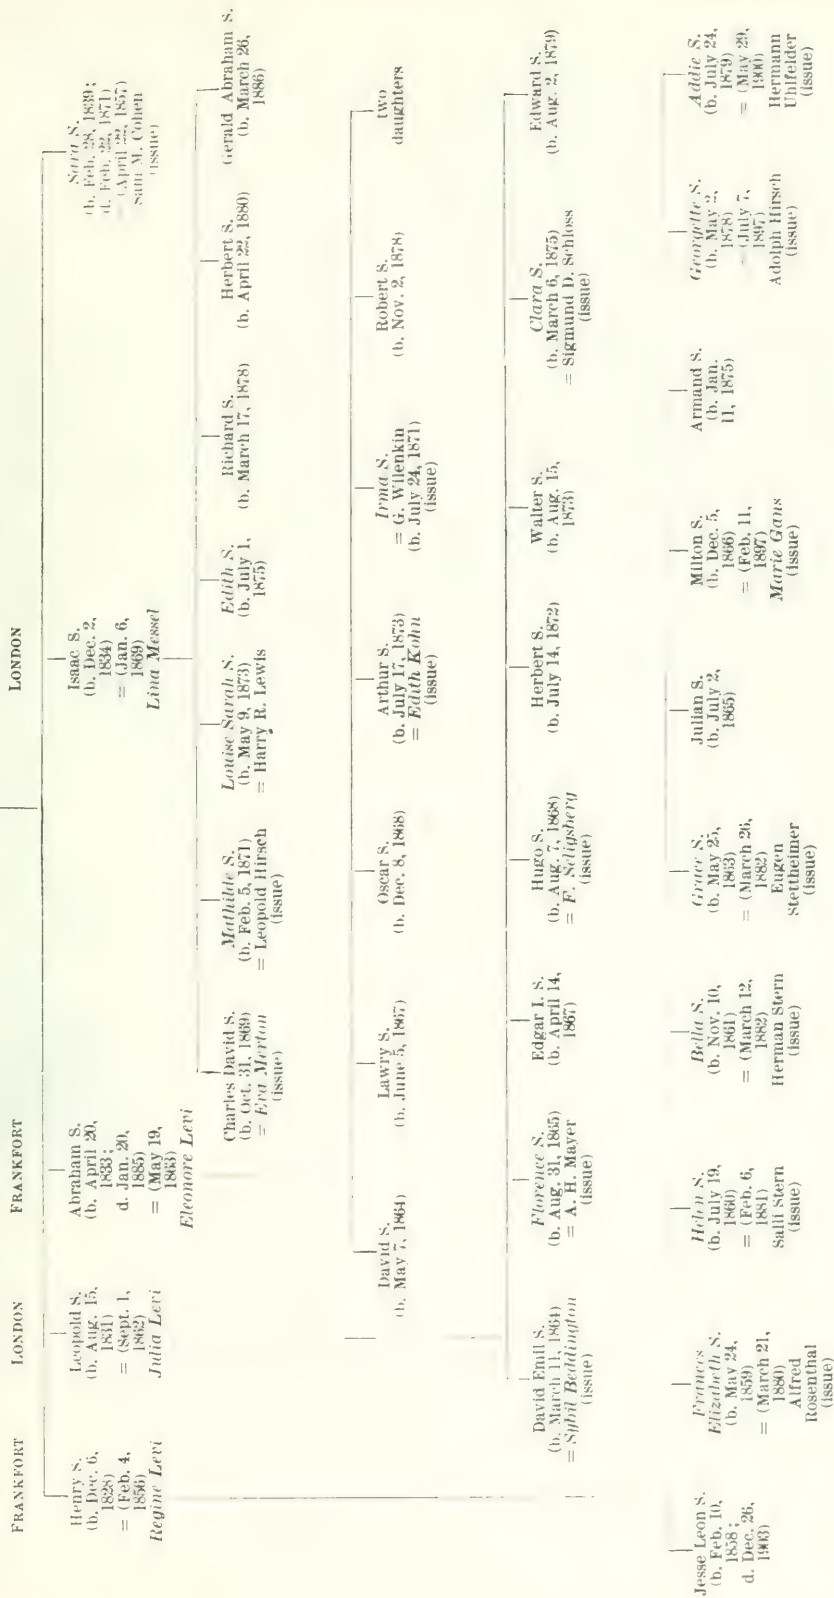 FRANKFORT
LONDON
FRANKFORT
LONDON
Henry S.
(b. Dec. 6,
1828)
= (Feb. 4,
1856)
Regine Levi
Leopold S.
(b. Aug. 15,
1831)
= (Sept. 1,
1862)
Julia Levi
Abraham S.
(b. April 20,
1833;
d. Jan. 20,
1885)
= (May 19,
1863)
Eleonore Levi
Isaac S.
(b. Dec. 2,
1834)
= (Jan. 6,
1869)
Lina Messel
Sara S.
(b. Feb. 28, 1839;
d. Feb. 22, 1871)
= (April 22, 1857)
Sam M. Cohen
(issue)
Charles David S.
(b. Oct. 31, 1869)
= Eva Merton
(issue)
Mathilde S.
(b. Feb. 5, 1871)
= Leopold Hirsch
(issue)
Louise Sarah S.
(b. May 9, 1873)
= Harry R. Lewis
Edith S.
(b. July 1,
1875)
Richard S.
(b. March 17, 1878)
Herbert S.
(b. April 22, 1880)
Gerald Abraham S.
(b. March 26,
1886)
David S.
(b. May 7, 1864)
Lawry S.
(b. June 5, 1867)
Oscar S.
(b. Dec. 8, 1868)
Arthur S.
(b. July 17, 1873)
= Edith Kohn
(issue)
Irma S.
= G. Wilenkin
(b. July 24, 1871)
(issue)
Robert S.
(b. Nov. 2, 1878)
two
daughters
David Emil S.
(b. March 11, 1864)
= Sybil Beddington
(issue)
Florence S.
(b. Aug. 31, 1865)
= A. H. Mayer
(issue)
Edgar I. S.
(b. April 14,
1867)
Hugo S.
(b. Aug. 7, 1868)
= F. Seligsberg
(issue)
Herbert S.
(b. July 14, 1872)
Walter S.
(b. Aug. 15,
1873)
Clara S.
(b. March 6, 1875)
= Sigmund D. Schloss
(issue)
Edward S.
(b. Aug. 2, 1879)
Jesse Leon S.
(b. Feb. 10,
1858;
d. Dec. 26,
1903)
Frances
Elizabeth S.
(b. May 24,
1859)
= (March 21,
1880)
Alfred
Rosenthal
(issue)
Helen S.
(b. July 19,
1860)
= (Feb. 6,
1881)
Salli Stern
(issue)
Bella S.
(b. Nov. 10,
1861)
= (March 12,
1882)
Herman Stern
(issue)
Grace S.
(b. May 25,
1863)
= (March 26,
1882)
Eugen
Stettheimer
(issue)
Julian S.
(b. July 2,
1865)
Milton S.
(b. Dec. 5,
1866)
= (Feb. 11,
1897)
Marie Gans
(issue)
Armand S.
(b. Jan.
11, 1875)
Georgette S.
(b. May 2,
1878)
= (July 7,
1897)
Adolph Hirsch
(issue)
Addie S.
(b. July 24,
1879)
= (May 29,
1900)
Hermann
Uhlfelder
(issue)